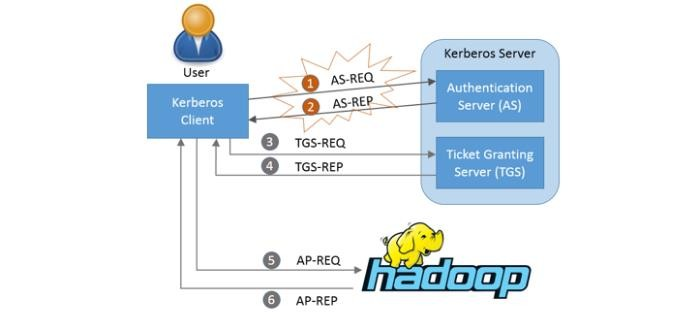 User
Kerberos
Client
Kerberos Server
Authentication
Server (AS)
Ticket Granting
Server (TGS)
1 AS-REQ
2 AS-REP
3 TGS-REQ
4 TGS-REP
5 AP-REQ
6 AP-REP
hadoop